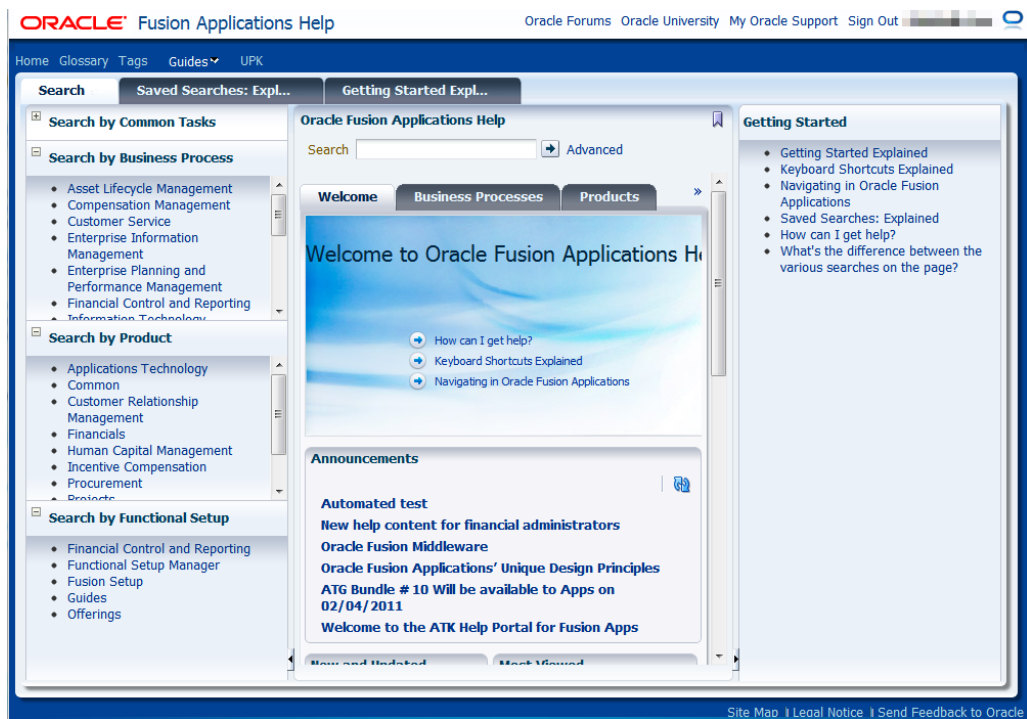 ORACLE Fusion Applications Help
Oracle Forums Oracle University My Oracle Support Sign Out
Home Glossary Tags Guides UPK
Search
Saved Searches: Expl...
Getting Started Expl...
Search by Common Tasks
Search by Business Process
Asset Lifecycle Management
Compensation Management
Customer Service
Enterprise Information
Management
Enterprise Planning and
Performance Management
Financial Control and Reporting
Information Technology
Search by Product
Applications Technology
Common
Customer Relationship
Management
Financials
Human Capital Management
Incentive Compensation
Procurement
Projects
Search by Functional Setup
Financial Control and Reporting
Functional Setup Manager
Fusion Setup
Guides
Offerings
Oracle Fusion Applications Help
Search Advanced
Welcome Business Processes Products »
Welcome to Oracle Fusion Applications He
How can I get help?
Keyboard Shortcuts Explained
Navigating in Oracle Fusion Applications
Announcements
Automated test
New help content for financial administrators
Oracle Fusion Middleware
Oracle Fusion Applications' Unique Design Principles
ATG Bundle # 10 Will be available to Apps on
02/04/2011
Welcome to the ATK Help Portal for Fusion Apps
New and Updated
Most Viewed
Getting Started
Getting Started Explained
Keyboard Shortcuts Explained
Navigating in Oracle Fusion
Applications
Saved Searches: Explained
How can I get help?
What's the difference between the
various searches on the page?
Site Map | Legal Notice | Send Feedback to Oracle